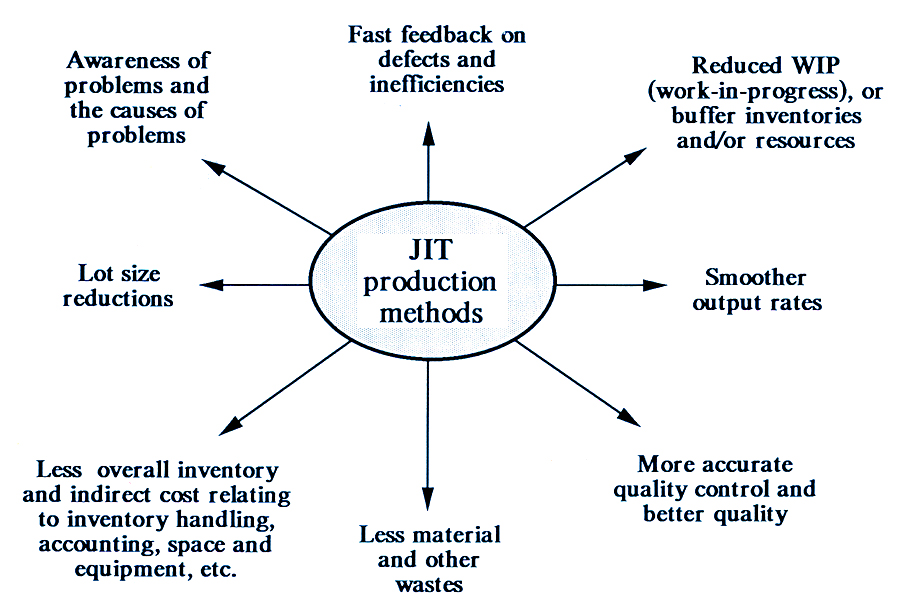 Fast feedback on
defects and
inefficiencies
Awareness of
problems and
the causes of
problems
Reduced WIP
(work-in-progress), or
buffer inventories
and/or resources
JIT
production
methods
Lot size
reductions
Smoother
output rates
Less overall inventory
and indirect cost relating
to inventory handling,
accounting, space and
equipment, etc.
Less material
and other
wastes
More accurate
quality control and
better quality